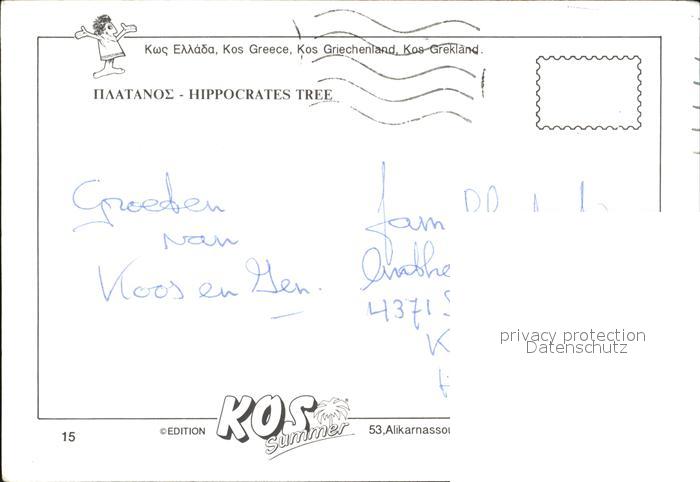 Κως Ελλάδα, Kos Greece, Kos Griechenland, Kos Grekland.
ΠΛΑΤΑΝΟΣ - HIPPOCRATES TREE
Groeten
van
Koos en Gen.
Fam
4371
K
privacy protection
Datenschutz
15
©EDITION
KOS
Summer
53,Alikarnassou